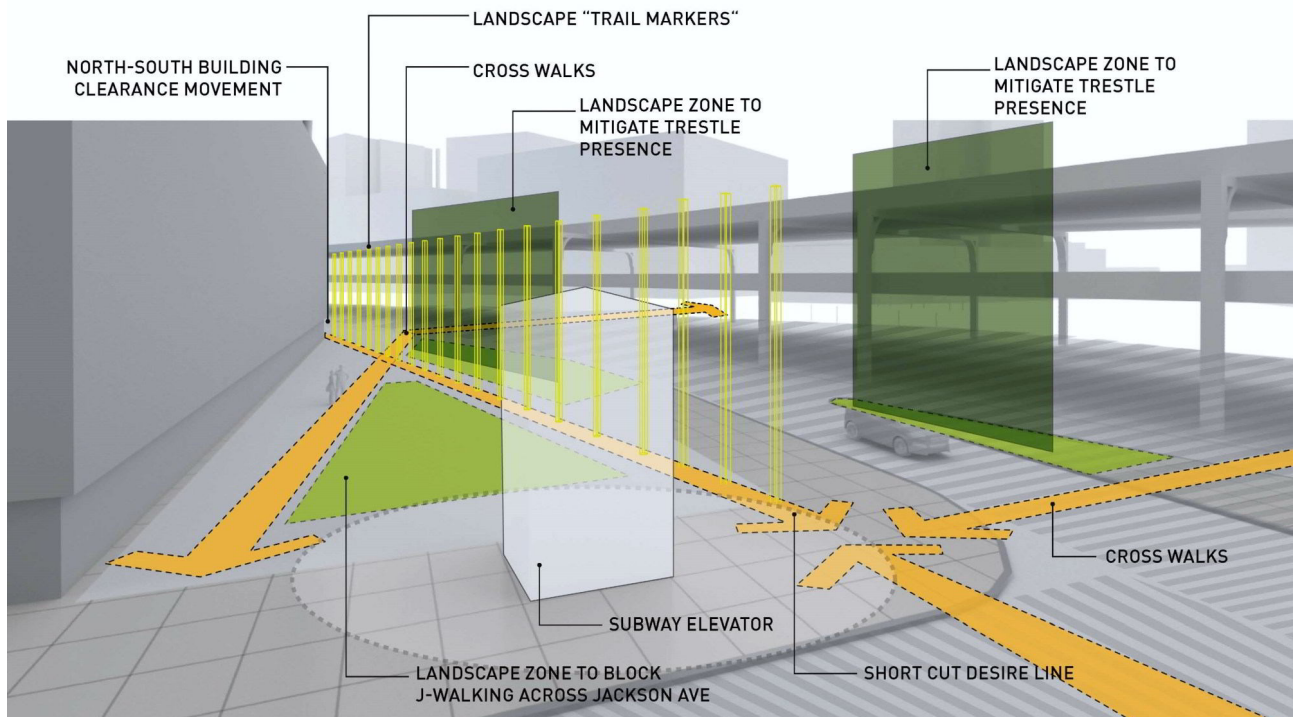 LANDSCAPE “TRAIL MARKERS“
NORTH-SOUTH BUILDING
CLEARANCE MOVEMENT
CROSS WALKS
LANDSCAPE ZONE TO
MITIGATE TRESTLE
PRESENCE
LANDSCAPE ZONE TO
MITIGATE TRESTLE
PRESENCE
CROSS WALKS
SUBWAY ELEVATOR
LANDSCAPE ZONE TO BLOCK
J-WALKING ACROSS JACKSON AVE
SHORT CUT DESIRE LINE